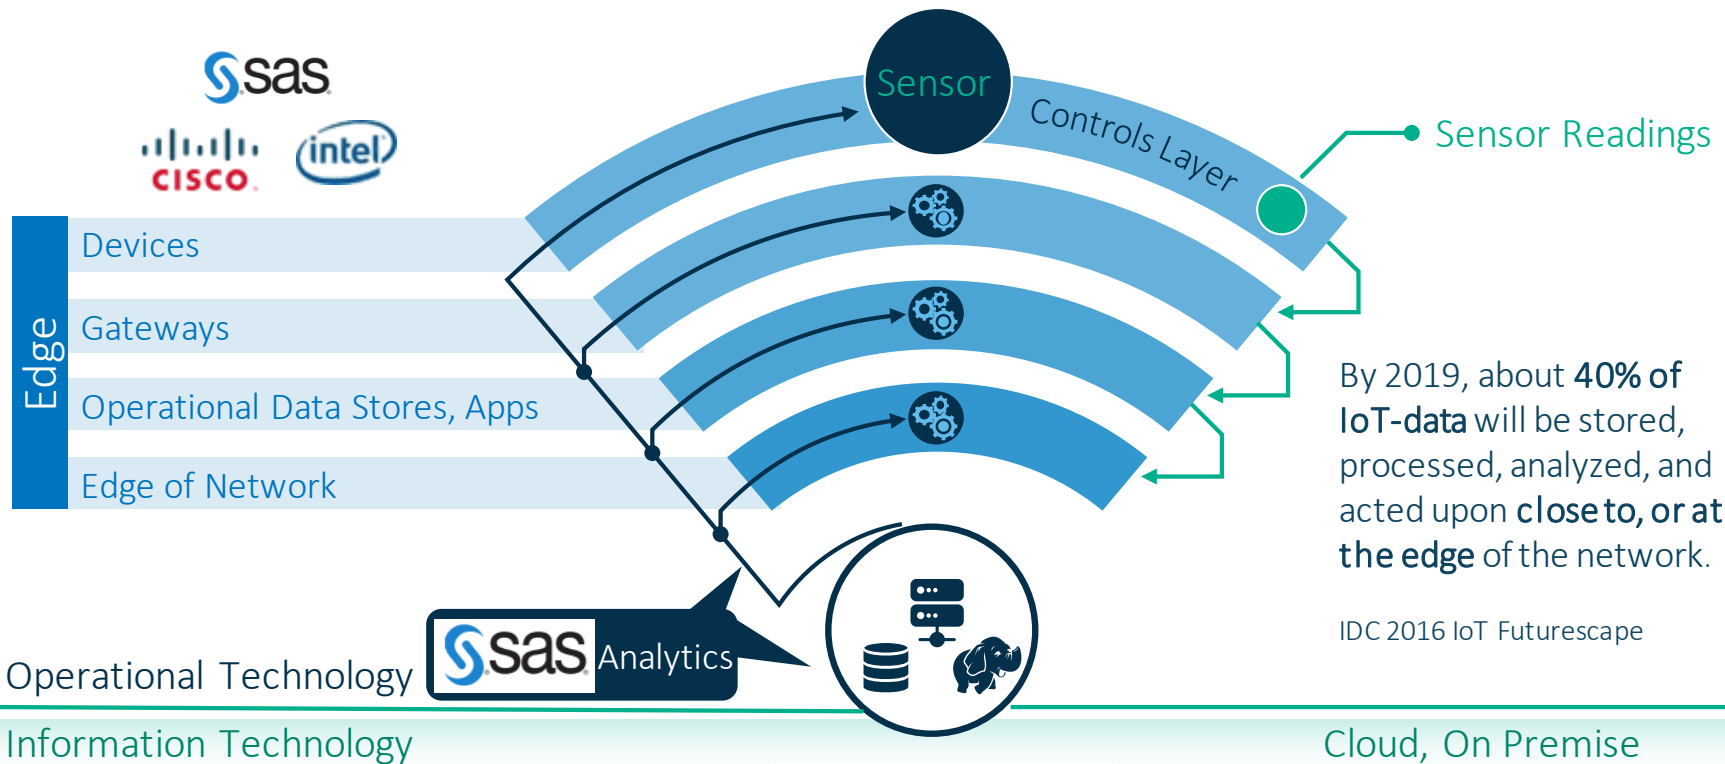 sas
CISCO
intel
Sensor
Controls Layer
Sensor Readings
Edge
Devices
Gateways
Operational Data Stores, Apps
Edge of Network
By 2019, about 40% of
IoT-data will be stored,
processed, analyzed, and
acted upon close to, or at
the edge of the network.
IDC 2016 IoT Futurescape
sas Analytics
Operational Technology
Information Technology
Cloud, On Premise